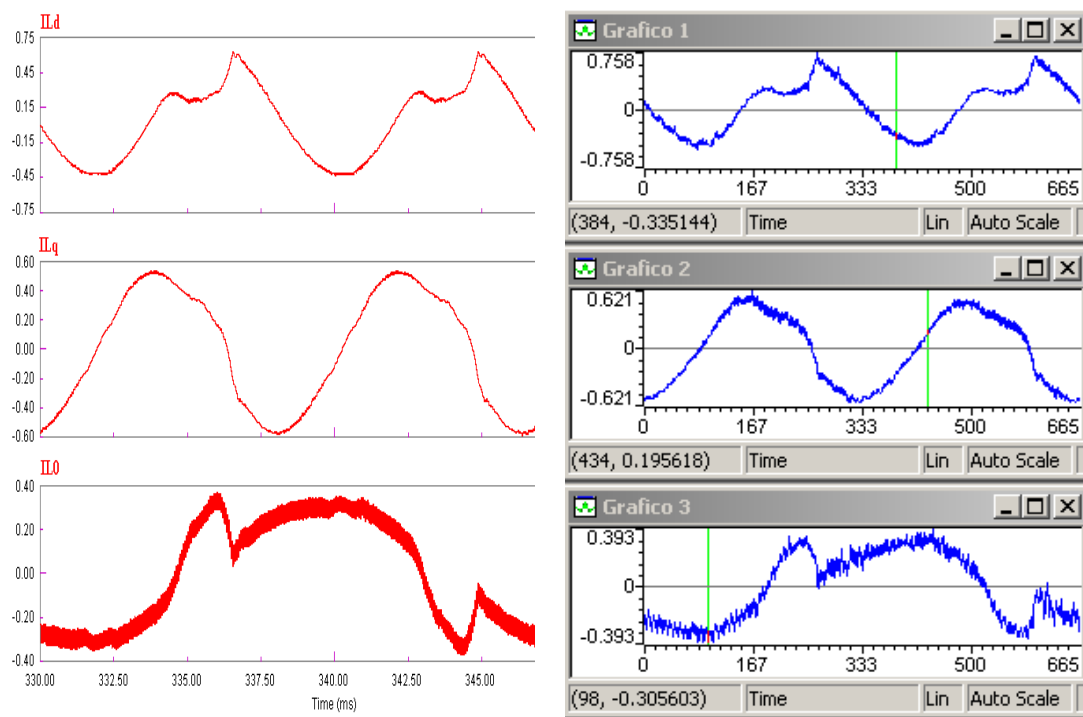 ILd
0.75
0.45
0.15
-0.15
-0.45
-0.75
ILq
0.60
0.40
0.20
0.00
-0.20
-0.40
-0.60
IL0
0.40
0.20
0.00
-0.20
-0.40
330.00 332.50 335.00 337.50 340.00 342.50 345.00
Time (ms)
Grafico 1
0.758
0
-0.758
0 167 333 500 665
(384, -0.335144) Time Lin Auto Scale
Grafico 2
0.621
0
-0.621
0 167 333 500 665
(434, 0.195618) Time Lin Auto Scale
Grafico 3
0.393
0
-0.393
0 167 333 500 665
(98, -0.305603) Time Lin Auto Scale